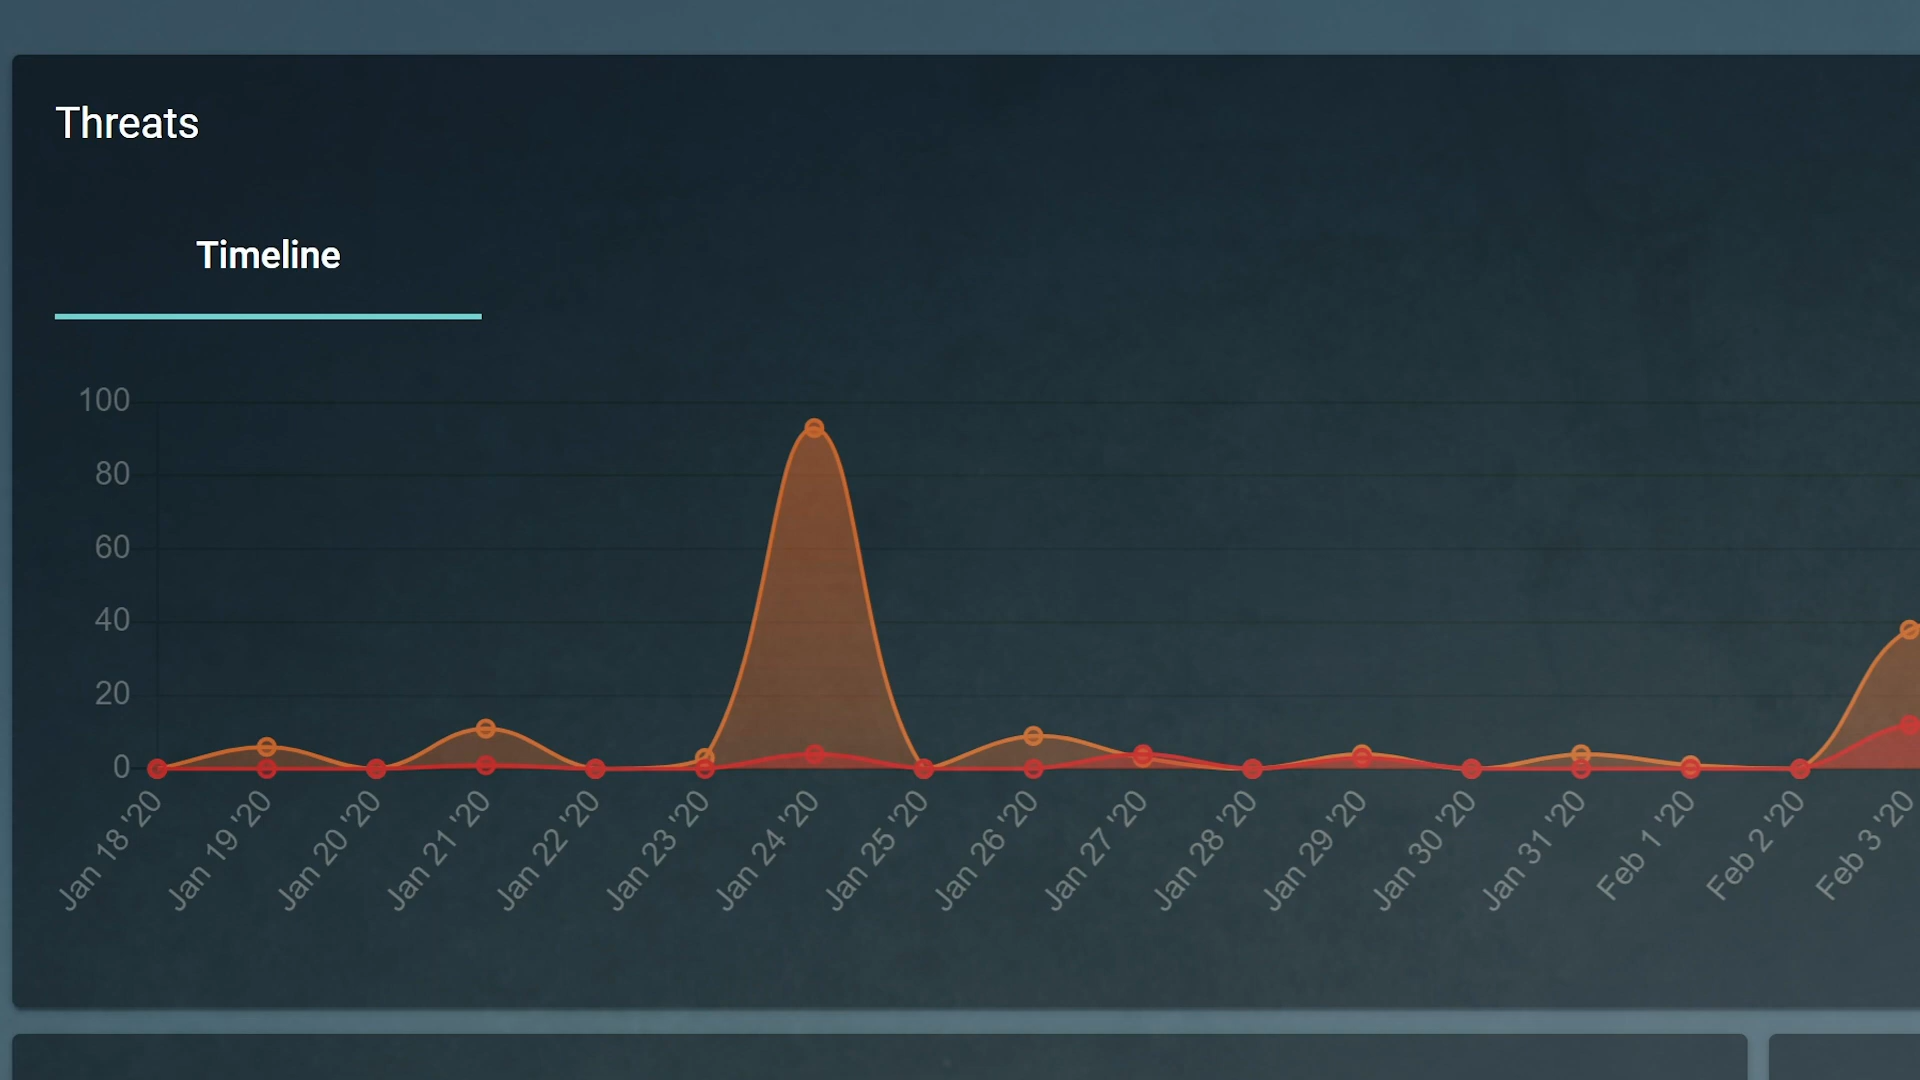 Threats
Timeline
100
80
60
40
20
0
Jan 18 '20
Jan 19 '20
Jan 20 '20
Jan 21 '20
Jan 22 '20
Jan 23 '20
Jan 24 '20
Jan 25 '20
Jan 26 '20
Jan 27 '20
Jan 28 '20
Jan 29 '20
Jan 30 '20
Jan 31 '20
Feb 1 '20
Feb 2 '20
Feb 3 '20